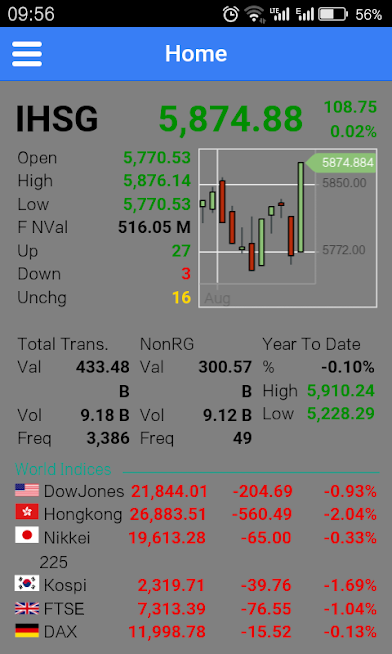 09:56 LTE E 56%
Home
IHSG 5,874.88 108.75 0.02%
Open 5,770.53
High 5,876.14
Low 5,770.53
F NVal 516.05 M
Up 27
Down 3
Unchg 16
5874.884
5850.00
5772.00
Aug
Total Trans. NonRG Year To Date
Val 433.48 B Val 300.57 B % -0.10%
High 5,910.24
Vol 9.18 B Vol 9.12 B Low 5,228.29
Freq 3,386 Freq 49
World Indices
DowJones 21,844.01 -204.69 -0.93%
Hongkong 26,883.51 -560.49 -2.04%
Nikkei 19,613.28 -65.00 -0.33%
225
Kospi 2,319.71 -39.76 -1.69%
FTSE 7,313.39 -76.55 -1.04%
DAX 11,998.78 -15.52 -0.13%